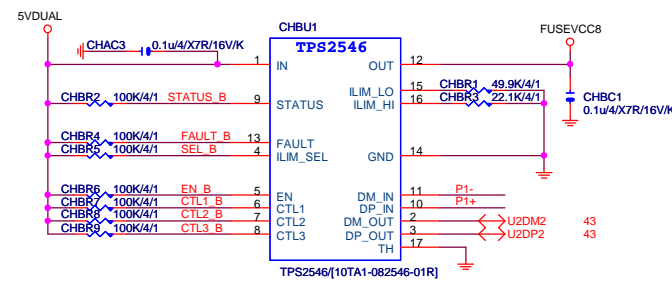 5VDUAL
CHBU1
FUSEVCC8
CHAC3 0.1u/4/X7R/16V/K
TPS2546
1 IN OUT 12
ILIM_LO 15 CHBR1 49.9K/4/1
CHBR2 100K/4/1 STATUS_B 9 STATUS ILIM_HI 16 CHBR3 22.1K/4/1
CHBC1
0.1u/4/X7R/16V/K
CHBR4 100K/4/1 FAULT_B 13 FAULT
CHBR5 100K/4/1 SEL_B 4 ILIM_SEL GND 14
CHBR6 100K/4/1 EN_B 5 EN DM_IN 11 P1-
CHBR7 100K/4/1 CTL1_B 6 CTL1 DP_IN 10 P1+
CHBR8 100K/4/1 CTL2_B 7 CTL2 DM_OUT 2 U2DM2 43
CHBR9 100K/4/1 CTL3_B 8 CTL3 DP_OUT 3 U2DP2 43
TH 17
TPS2546/[10TA1-082546-01R]